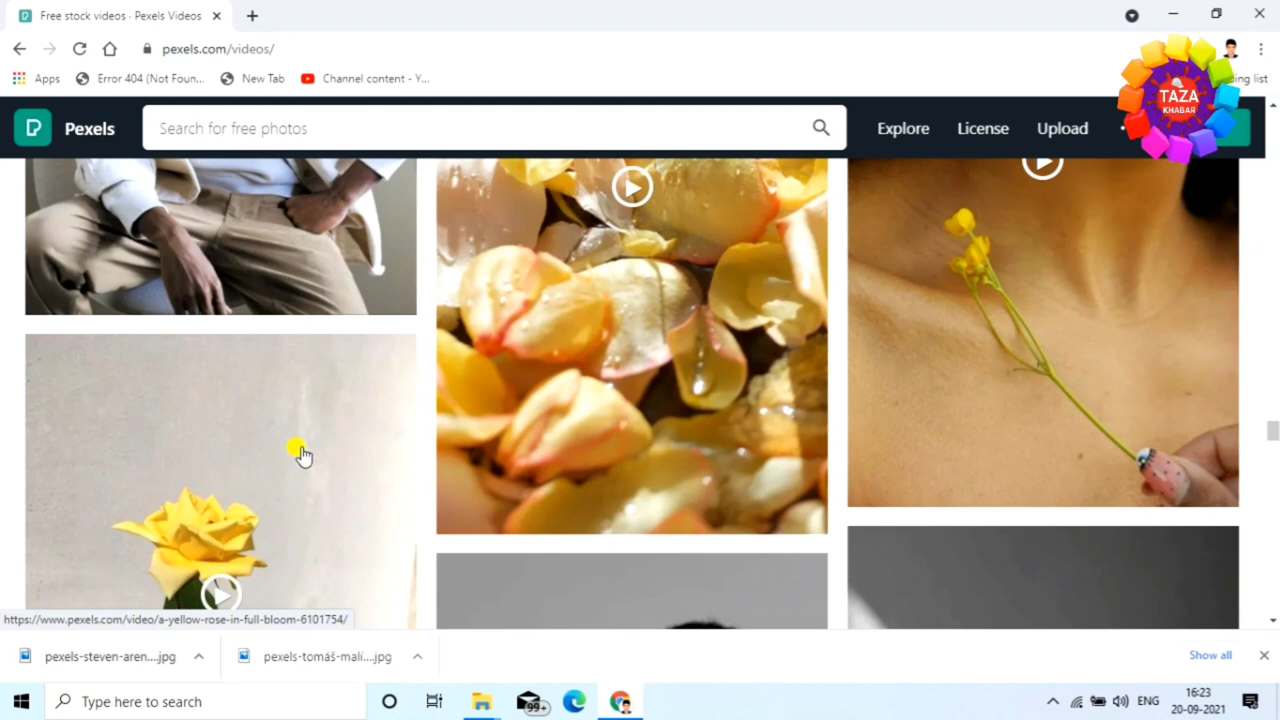 Free stock videos · Pexels Videos
pexels.com/videos/
Apps
Error 404 (Not Foun...
New Tab
Channel content - Y...
ding list
TAZA
KHABAR
Pexels
Search for free photos
Explore
License
Upload
https://www.pexels.com/video/a-yellow-rose-in-full-bloom-6101754/
pexels-steven-aren....jpg
pexels-tomáš-malí....jpg
Show all
Type here to search
99+
ENG
16:23
20-09-2021